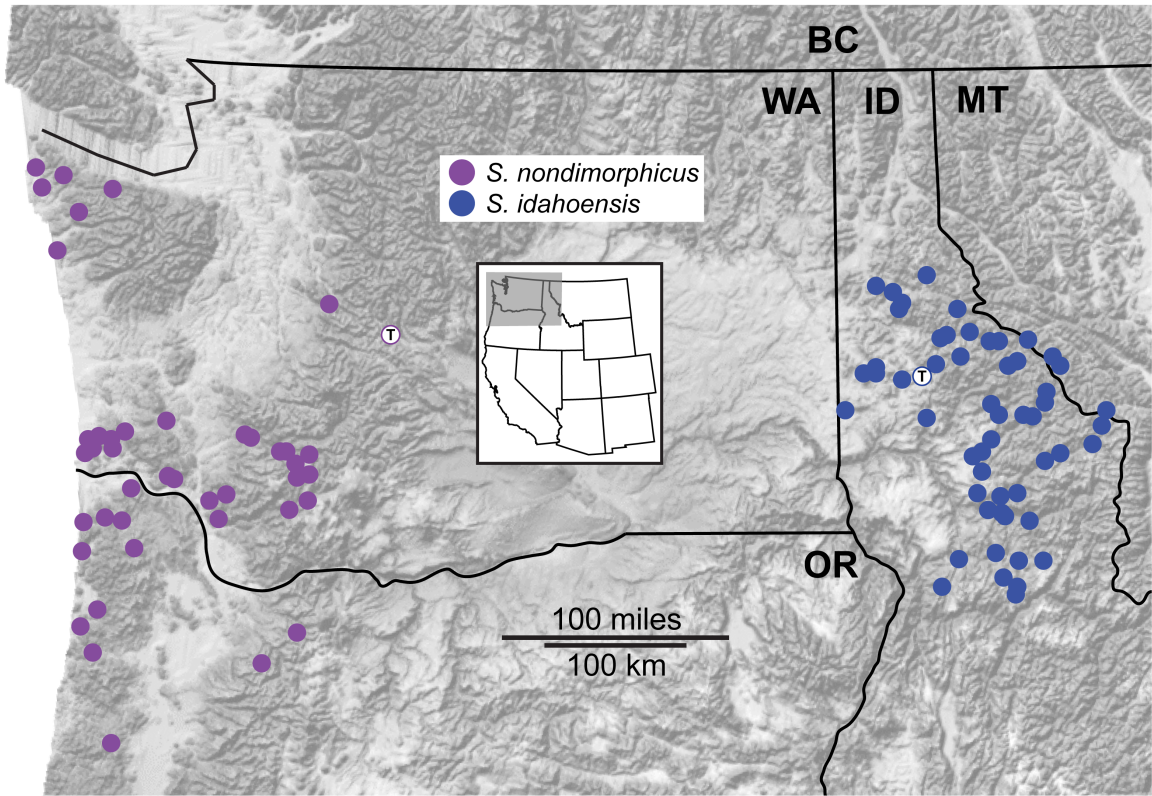 BC
WA ID MT
S. nondimorphicus
S. idahoensis
T
T
OR
100 miles
100 km